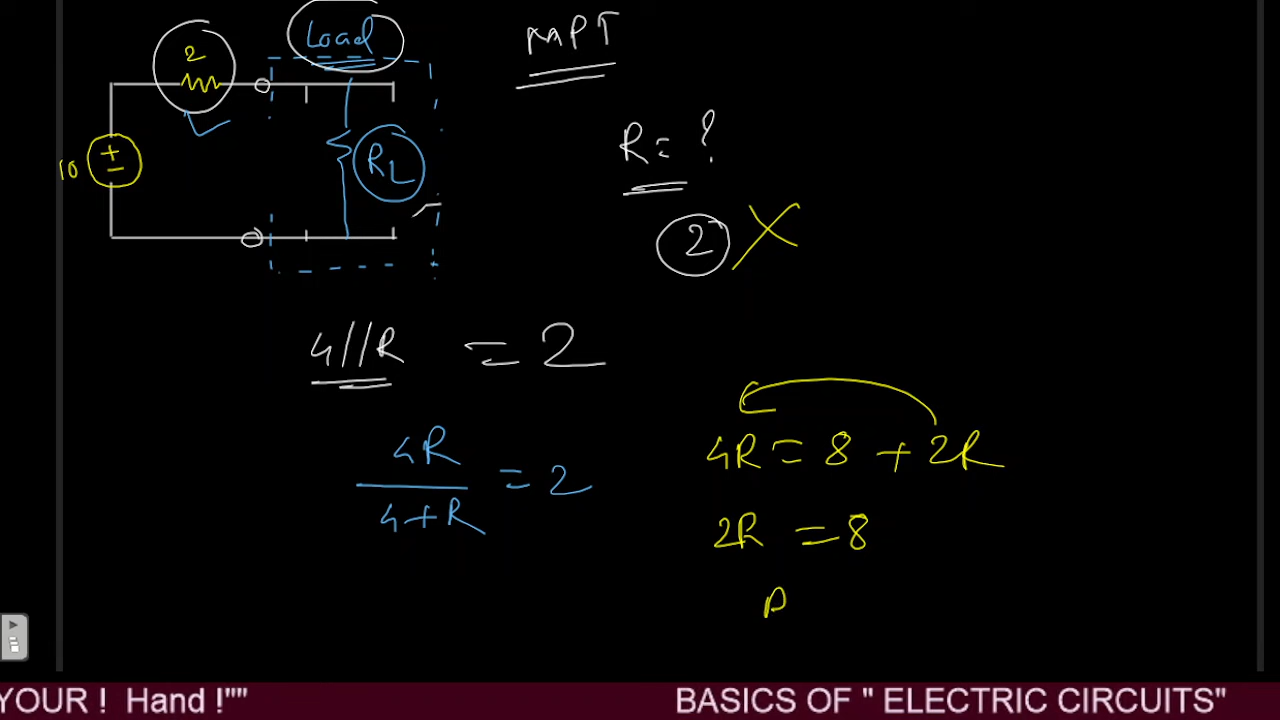 Load
MPT
2
10
+
−
RL
R = ?
2
4//R = 2
4R
4+R
= 2
4R = 8 + 2R
2R = 8
YOUR ! Hand !""
BASICS OF " ELECTRIC CIRCUITS"